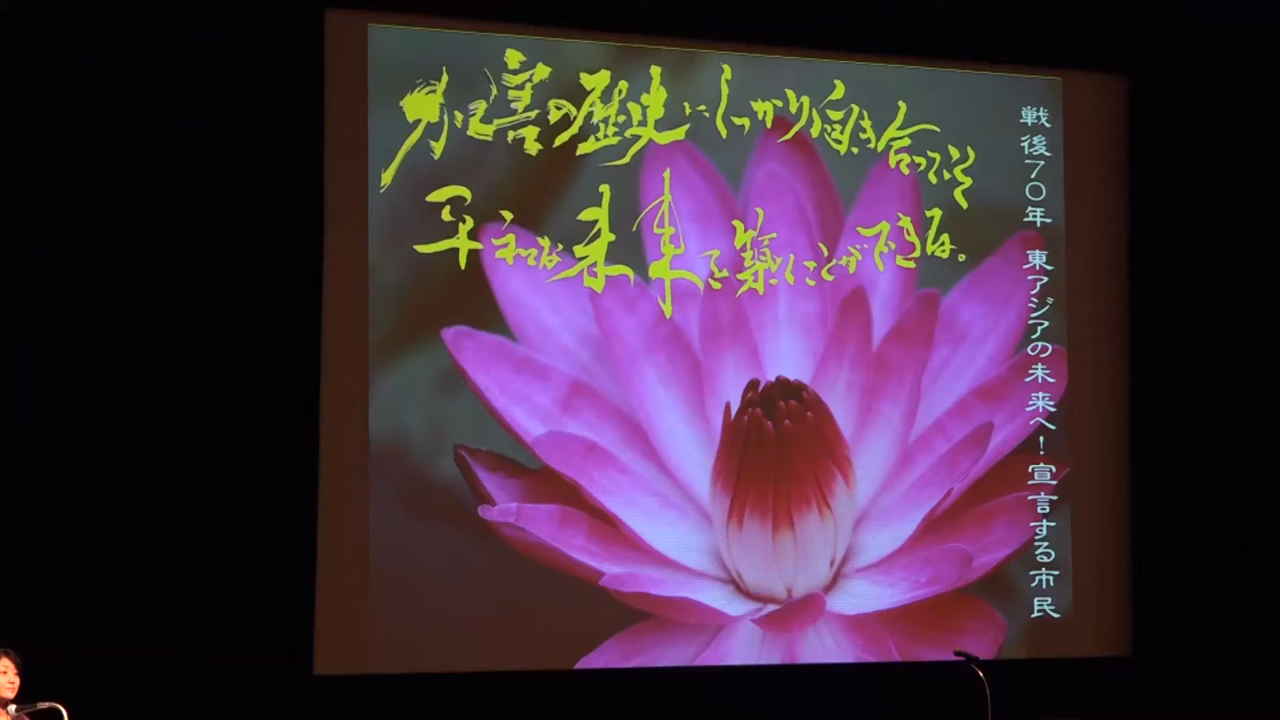 加害の歴史にしっかり向き合ってこそ
平和な未来を築くことができる。
戦後70年 東アジアの未来へ!宣言する市民